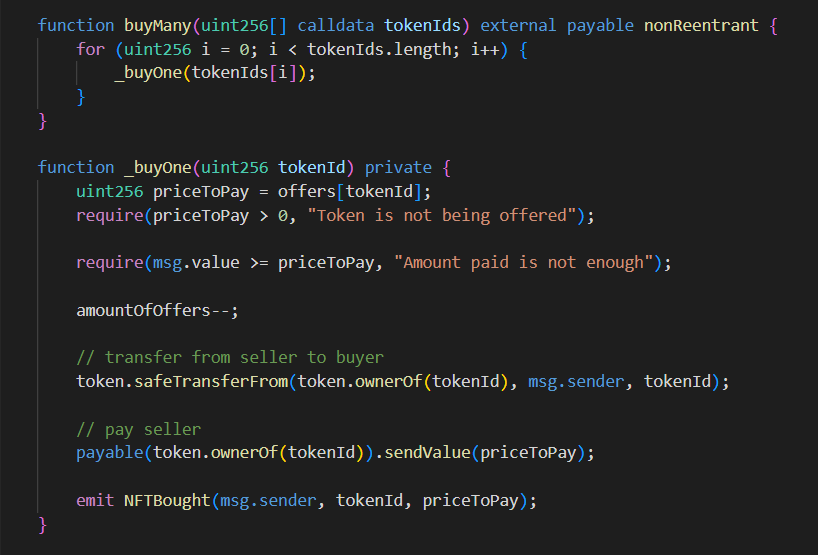 function buyMany(uint256[] calldata tokenIds) external payable nonReentrant {
for (uint256 i = 0; i < tokenIds.length; i++) {
_buyOne(tokenIds[i]);
}
}
function _buyOne(uint256 tokenId) private {
uint256 priceToPay = offers[tokenId];
require(priceToPay > 0, "Token is not being offered");
require(msg.value >= priceToPay, "Amount paid is not enough");
amountOfOffers--;
// transfer from seller to buyer
token.safeTransferFrom(token.ownerOf(tokenId), msg.sender, tokenId);
// pay seller
payable(token.ownerOf(tokenId)).sendValue(priceToPay);
emit NFTBought(msg.sender, tokenId, priceToPay);
}